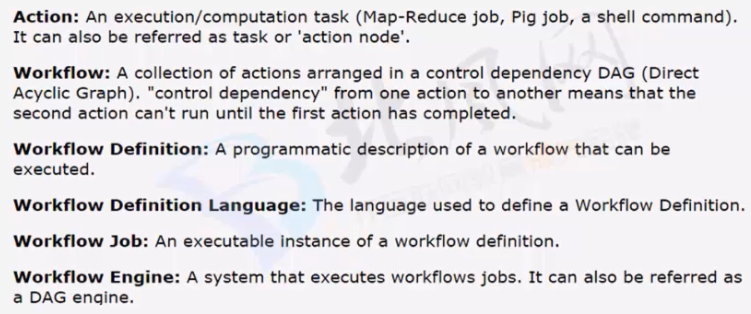 Action: An execution/computation task (Map-Reduce job, Pig job, a shell command).
It can also be referred as task or 'action node'.
Workflow: A collection of actions arranged in a control dependency DAG (Direct
Acyclic Graph). "control dependency" from one action to another means that the
second action can't run until the first action has completed.
Workflow Definition: A programmatic description of a workflow that can be
executed.
Workflow Definition Language: The language used to define a Workflow Definition.
Workflow Job: An executable instance of a workflow definition.
Workflow Engine: A system that executes workflows jobs. It can also be referred as
a DAG engine.
北风网